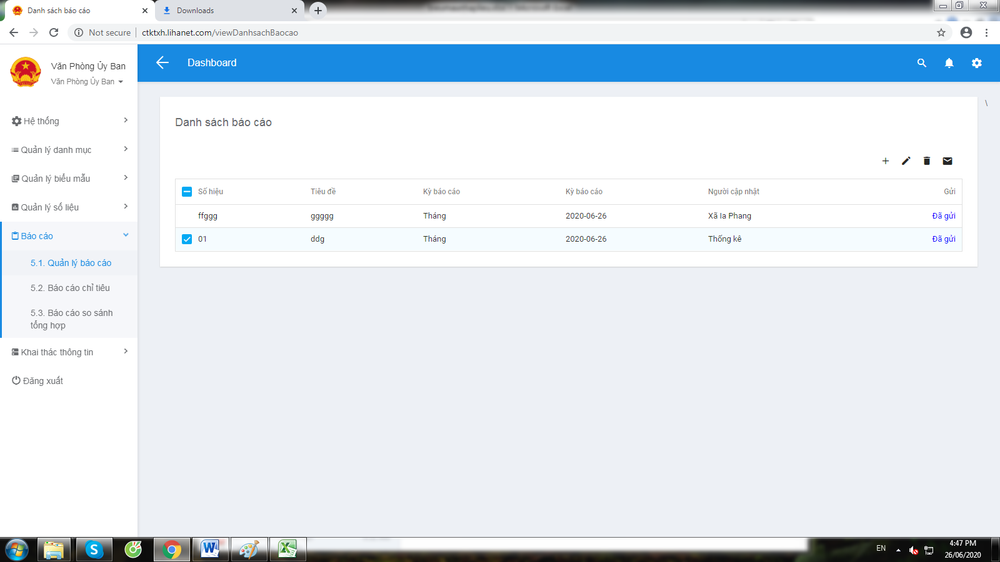 Danh sách báo cáo
Downloads
Not secure
ctktxh.lihanet.com/viewDanhsachBaocao
Văn Phòng Ủy Ban
Văn Phòng Ủy Ban
Dashboard
Hệ thống
Quản lý danh mục
Quản lý biểu mẫu
Quản lý số liệu
Báo cáo
5.1. Quản lý báo cáo
5.2. Báo cáo chỉ tiêu
5.3. Báo cáo so sánh
tổng hợp
Khai thác thông tin
Đăng xuất
\
Danh sách báo cáo
Số hiệu Tiêu đề Kỳ báo cáo Kỳ báo cáo Người cập nhật Gửi
ffggg ggggg Tháng 2020-06-26 Xã Ia Phang Đã gửi
01 ddg Tháng 2020-06-26 Thống kê Đã gửi
EN
4:47 PM
26/06/2020